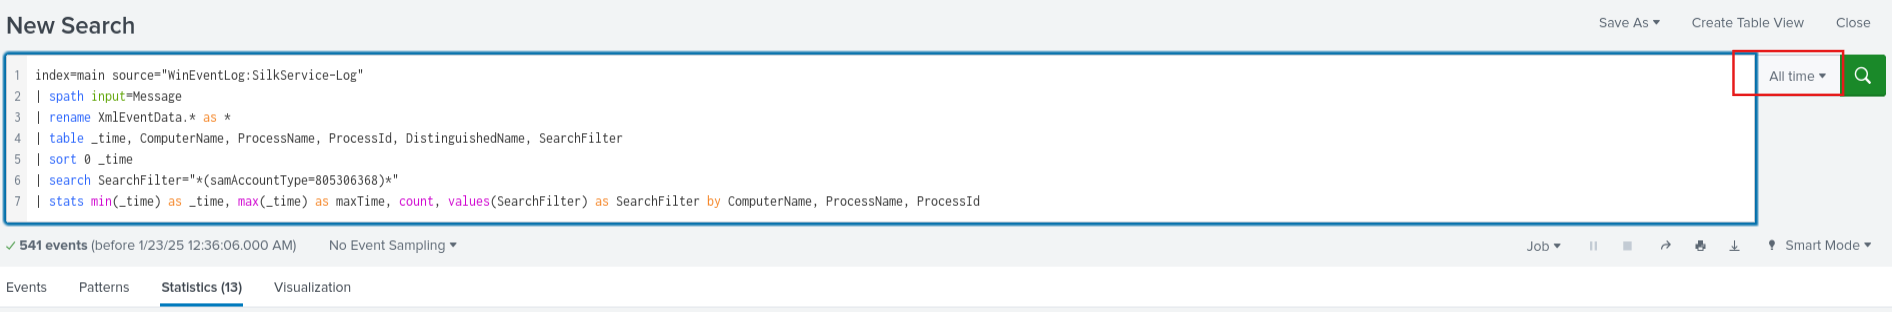 New Search
Save As ▾ Create Table View Close
1 index=main source="WinEventLog:SilkService-Log"
2 | spath input=Message
3 | rename XmlEventData.* as *
4 | table _time, ComputerName, ProcessName, ProcessId, DistinguishedName, SearchFilter
5 | sort 0 _time
6 | search SearchFilter="*(samAccountType=805306368)*"
7 | stats min(_time) as _time, max(_time) as maxTime, count, values(SearchFilter) as SearchFilter by ComputerName, ProcessName, ProcessId
All time ▾
✓ 541 events (before 1/23/25 12:36:06.000 AM) No Event Sampling ▾
Job ▾ Smart Mode ▾
Events Patterns Statistics (13) Visualization